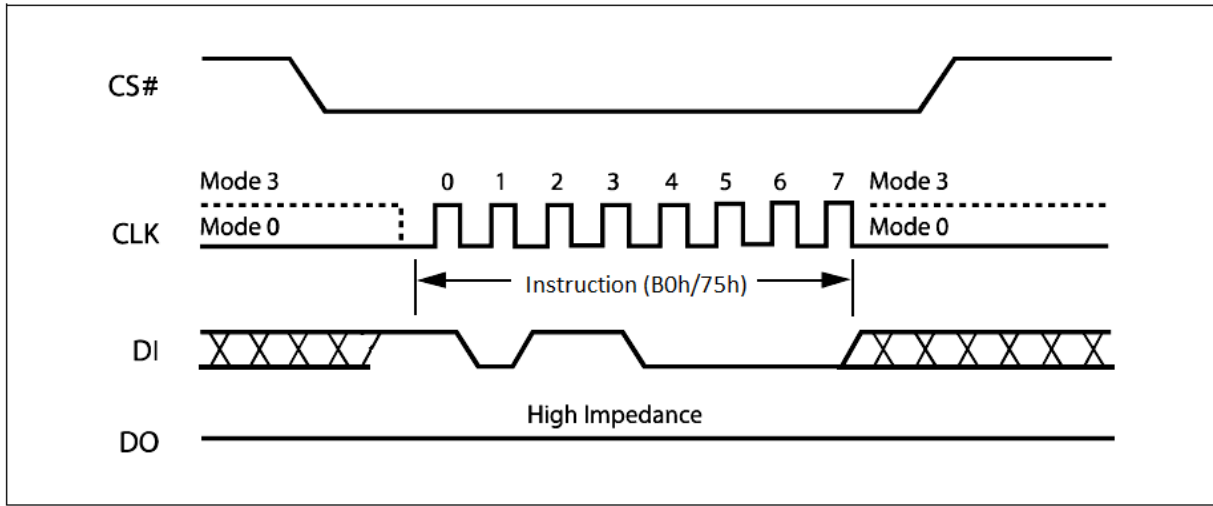 CS#
Mode 3 0 1 2 3 4 5 6 7 Mode 3
CLK Mode 0 Mode 0
Instruction (B0h/75h)
DI
High Impedance
DO